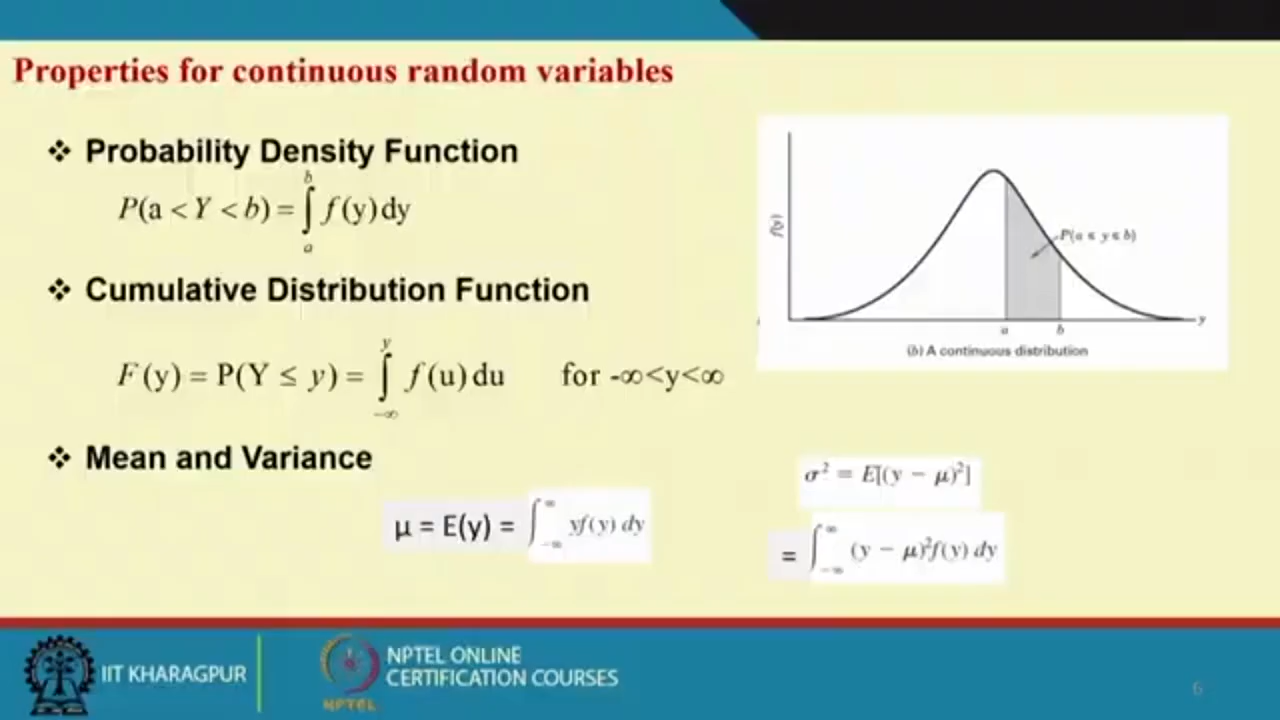 Properties for continuous random variables
❖ Probability Density Function
P(a < Y < b) = ∫_a^b f(y) dy
❖ Cumulative Distribution Function
F(y) = P(Y ≤ y) = ∫_{-∞}^y f(u) du for -∞<y<∞
❖ Mean and Variance
μ = E(y) = ∫_{-∞}^∞ yf(y) dy
σ² = E[(y − μ)²]
= ∫_{-∞}^∞ (y − μ)²f(y) dy
f(y)
P(a ≤ y ≤ b)
a b y
(b) A continuous distribution
IIT KHARAGPUR
NPTEL
NPTEL ONLINE
CERTIFICATION COURSES
6